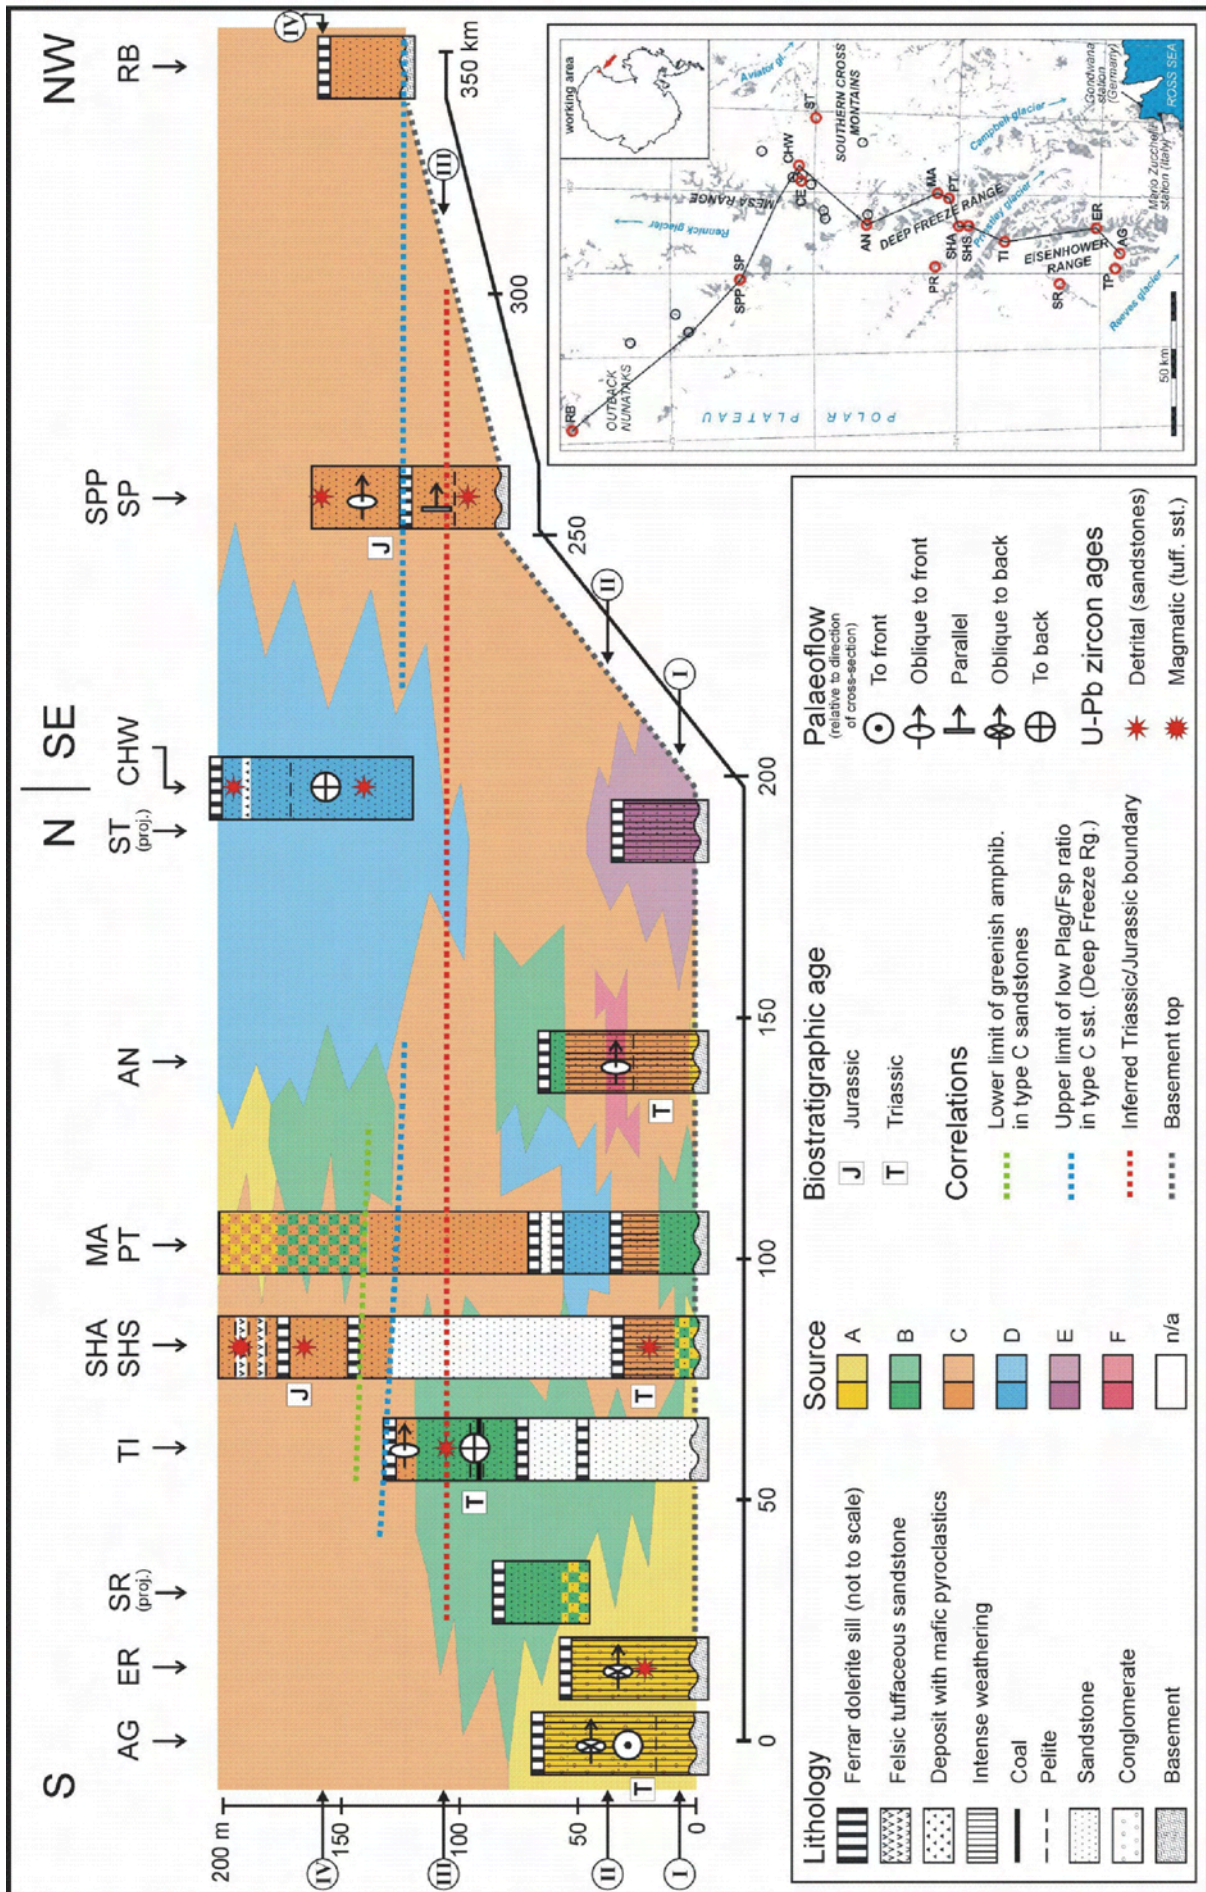 S
N
SE
NW
AG
ER
SR
(proj.)
TI
SHA
SHS
MA
PT
AN
ST
(proj.)
CHW
SPP
SP
RB
200 m
150
100
50
0
IV
III
II
I
I
II
III
IV
T
T
J
T
T
J
0
50
100
150
200
250
300
350 km
Lithology
Ferrar dolerite sill (not to scale)
Felsic tuffaceous sandstone
Deposit with mafic pyroclastics
Intense weathering
Coal
Pelite
Sandstone
Conglomerate
Basement
Source
A
B
C
D
E
F
n/a
Biostratigraphic age
J Jurassic
T Triassic
Correlations
Lower limit of greenish amphib.
in type C sandstones
Upper limit of low Plag/Fsp ratio
in type C sst. (Deep Freeze Rg.)
Inferred Triassic/Jurassic boundary
Basement top
Palaeoflow
(relative to direction
of cross-section)
To front
Oblique to front
Parallel
Oblique to back
To back
U-Pb zircon ages
Detrital (sandstones)
Magmatic (tuff. sst.)
working area
RB
OUTBACK
NUNATAKS
POLAR PLATEAU
Rennick glacier
MESA RANGE
Aviator gl.
SPP
SP
CHW
CE
ST
SOUTHERN CROSS
MOUNTAINS
AN
DEEP FREEZE RANGE
MA
PT
PR
SHA
SHS
Priestley glacier
Campbell glacier
TI
EISENHOWER
RANGE
SR
ER
TP
AG
Reeves glacier
Mario Zucchelli
station (Italy)
Gondwana
station
(Germany)
ROSS SEA
50 km